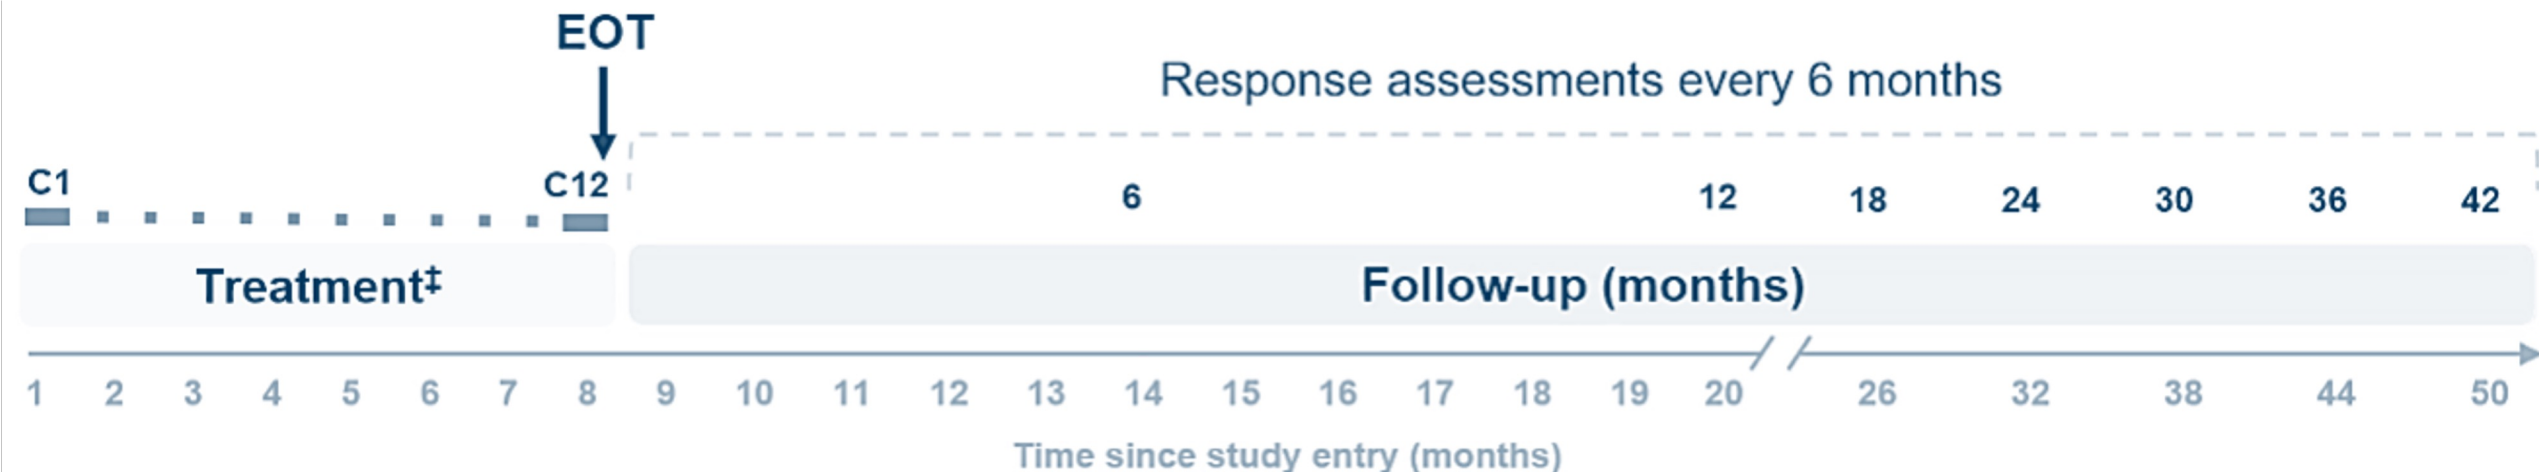 EOT
Response assessments every 6 months
C1 C12 6 12 18 24 30 36 42
Treatment‡ Follow-up (months)
1 2 3 4 5 6 7 8 9 10 11 12 13 14 15 16 17 18 19 20 26 32 38 44 50
Time since study entry (months)